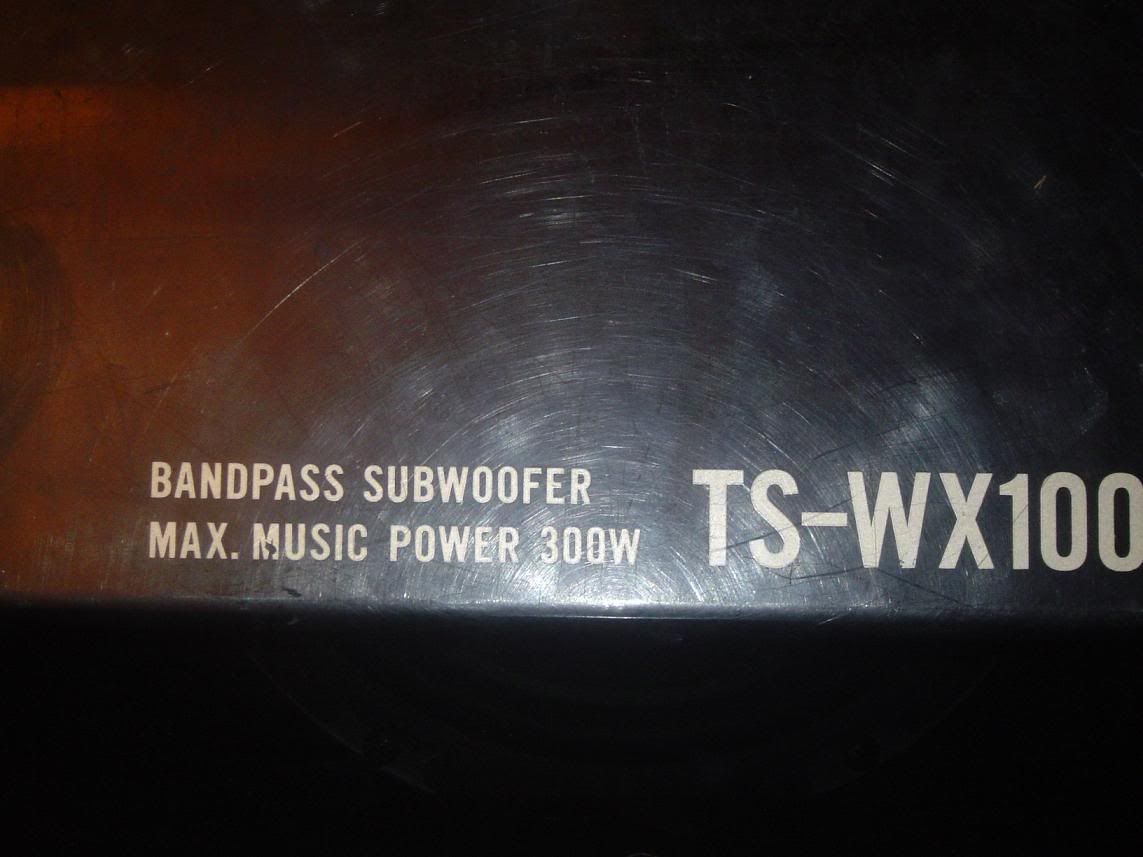 BANDPASS SUBWOOFER
MAX. MUSIC POWER 300W
TS-WX100